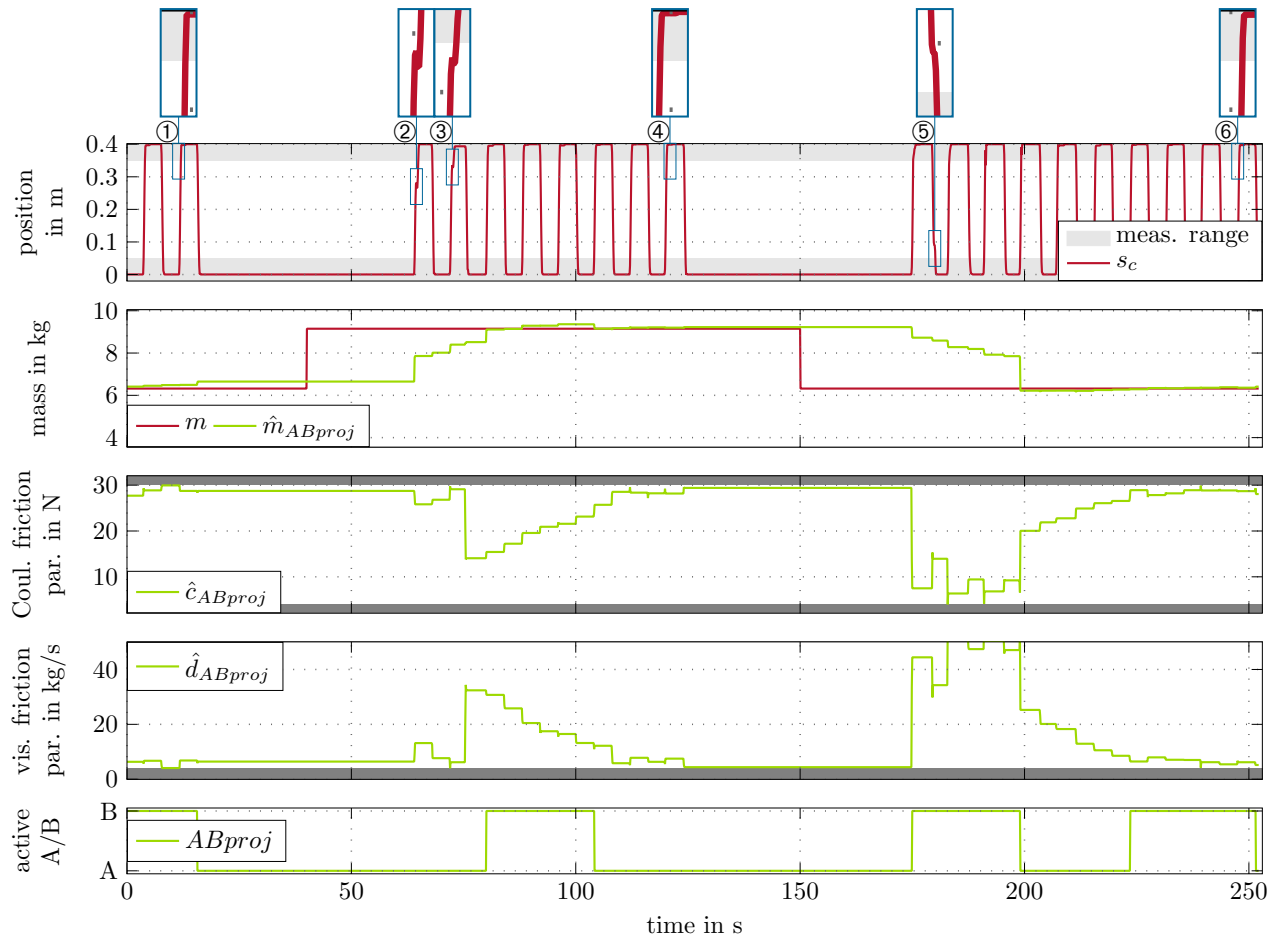 ① ② ③ ④ ⑤ ⑥
position
in m
0.4
0.3
0.2
0.1
0
meas. range
s_c
mass in kg
10
8
6
4
m m̂_ABproj
Coul. friction
par. in N
30
20
10
ĉ_ABproj
vis. friction
par. in kg/s
40
20
0
d̂_ABproj
active
A/B
B
A
ABproj
0 50 100 150 200 250
time in s